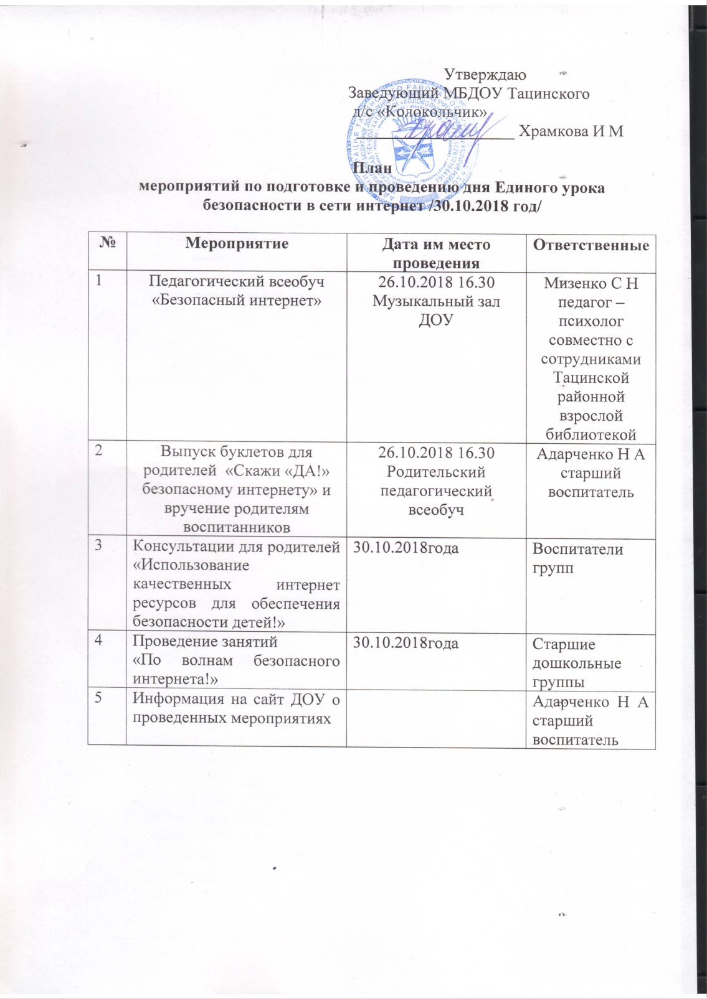 Утверждаю
Заведующий МБДОУ Тацинского
д/с «Колокольчик»
Храмкова И М
План
мероприятий по подготовке и проведению дня Единого урока
безопасности в сети интернет /30.10.2018 год/
№ Мероприятие Дата им место проведения Ответственные
1
Педагогический всеобуч
«Безопасный интернет»
26.10.2018 16.30
Музыкальный зал
ДОУ
Мизенко С Н
педагог –
психолог
совместно с
сотрудниками
Тацинской
районной
взрослой
библиотекой
2
Выпуск буклетов для
родителей «Скажи «ДА!»
безопасному интернету» и
вручение родителям
воспитанников
26.10.2018 16.30
Родительский
педагогический
всеобуч
Адарченко Н А
старший
воспитатель
3
Консультации для родителей
«Использование
качественных интернет
ресурсов для обеспечения
безопасности детей!»
30.10.2018года
Воспитатели
групп
4
Проведение занятий
«По волнам безопасного
интернета!»
30.10.2018года
Старшие
дошкольные
группы
5
Информация на сайт ДОУ о
проведенных мероприятиях
Адарченко Н А
старший
воспитатель